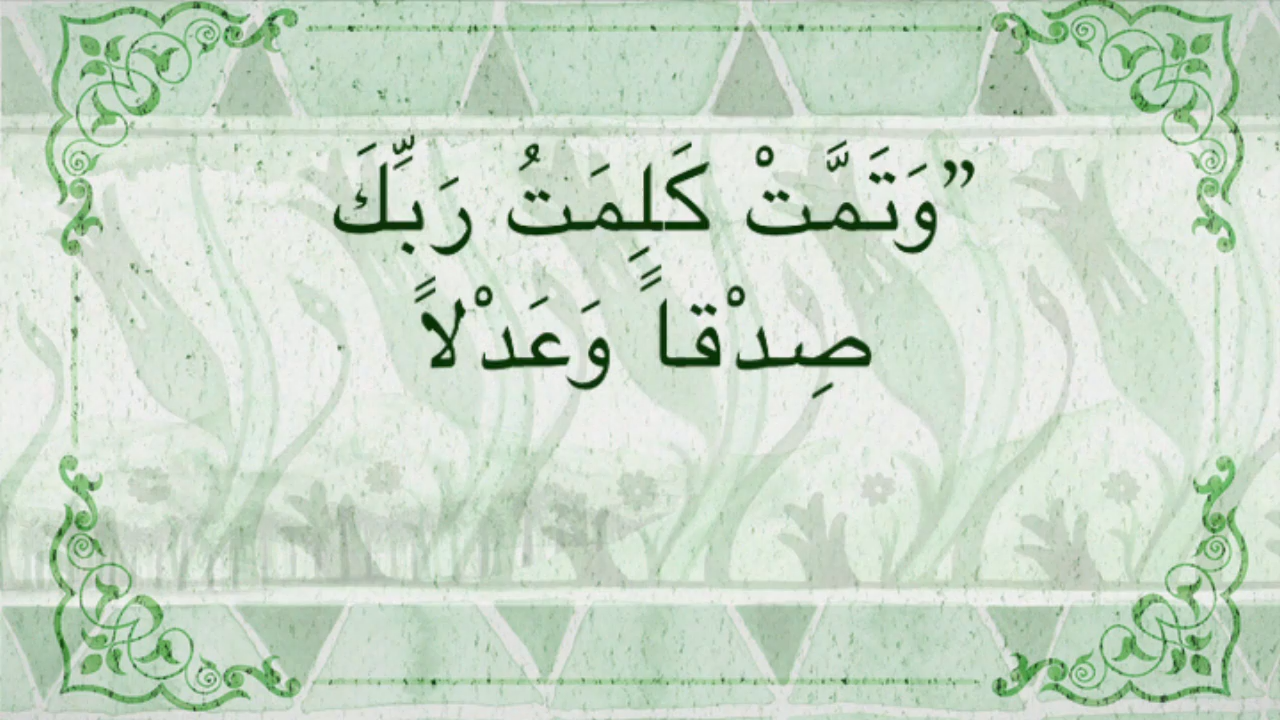 ”وَتَمَّتْ كَلِمَتُ رَبِّكَ
صِدْقاً وَعَدْلاً